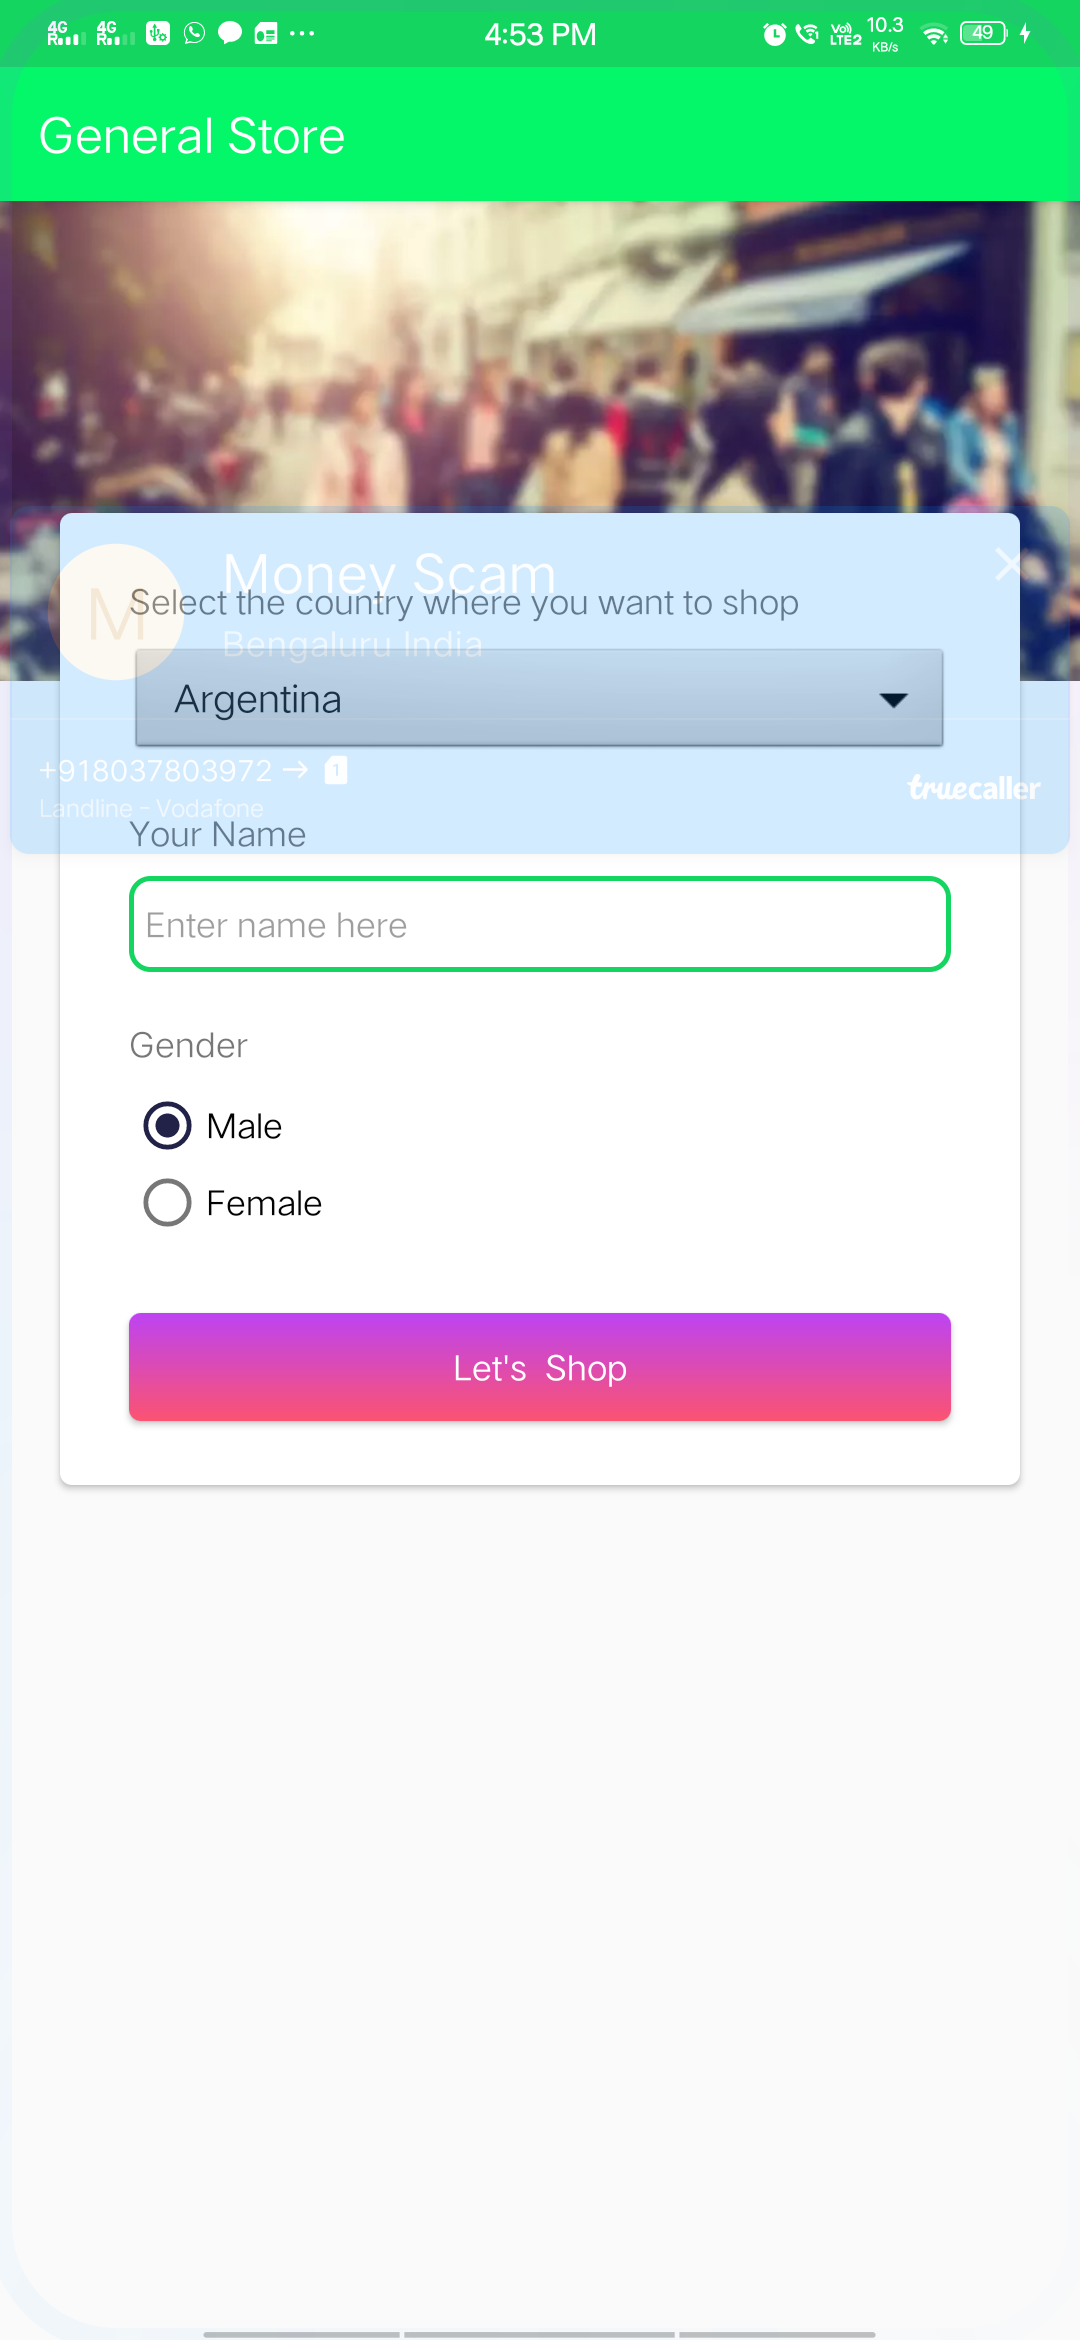 4G R 4G R 4:53 PM Vo) LTE2 10.3 KB/s 49
General Store
Money Scam
M
Select the country where you want to shop
Bengaluru India
Argentina
+918037803972 → 1
truecaller
Landline - Vodafone
Your Name
Enter name here
Gender
Male
Female
Let's Shop